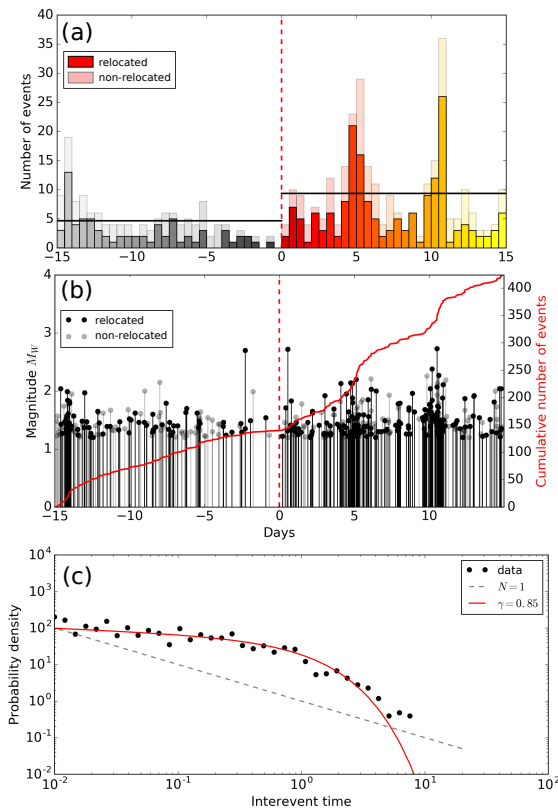 (a)
relocated
non-relocated
Number of events
40
35
30
25
20
15
10
5
0
−15 −10 −5 0 5 10 15
(b)
relocated
non-relocated
Magnitude M_W
4
3
2
1
0
Cumulative number of events
400
350
300
250
200
150
100
50
0
−15 −10 −5 0 5 10
Days
(c)
data
N = 1
γ = 0.85
Probability density
10^4
10^3
10^2
10^1
10^0
10^-1
10^-2
10^-2 10^-1 10^0 10^1 10^2
Interevent time